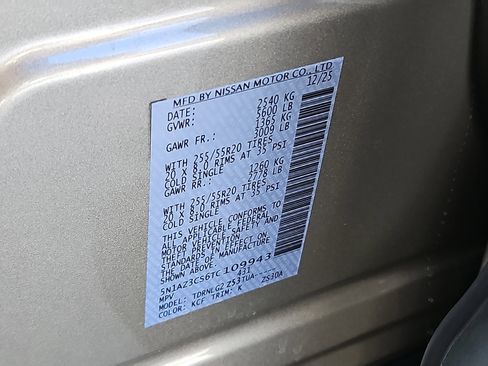 MFD BY NISSAN MOTOR CO., LTD.
DATE: 12/25
GVWR: 2540 KG
5600 LB
GAWR FR.: 1365 KG
3009 LB
WITH 255/55R20 TIRES
20 X 8.0 RIMS AT 35 PSI
COLD SINGLE
GAWR RR.: 1260 KG
2778 LB
WITH 255/55R20 TIRES
20 X 8.0 RIMS AT 35 PSI
COLD SINGLE
THIS VEHICLE CONFORMS TO
ALL APPLICABLE FEDERAL
MOTOR VEHICLE SAFETY AND
THEFT PREVENTION
STANDARDS IN EFFECT ON THE
DATE OF MANUFACTURE
SHOWN ABOVE.
5N1AZ3CS6TC109943
MPV 431
MODEL: TDRNLG2 Z53TUA-
COLOR: KCF TRIM: K Z530A